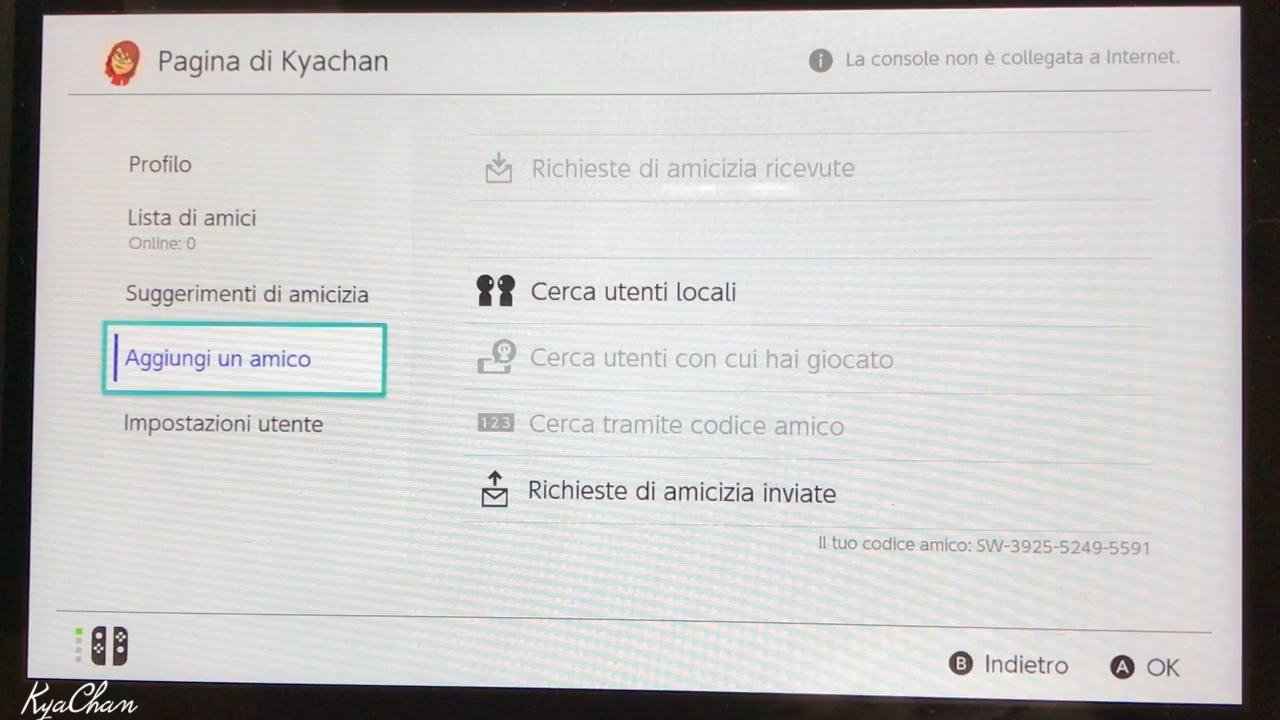 Pagina di Kyachan
i La console non è collegata a Internet.
Profilo
Lista di amici
Online: 0
Suggerimenti di amicizia
Aggiungi un amico
Impostazioni utente
Richieste di amicizia ricevute
Cerca utenti locali
Cerca utenti con cui hai giocato
123 Cerca tramite codice amico
Richieste di amicizia inviate
Il tuo codice amico: SW-3925-5249-5591
B Indietro
A OK
KyaChan